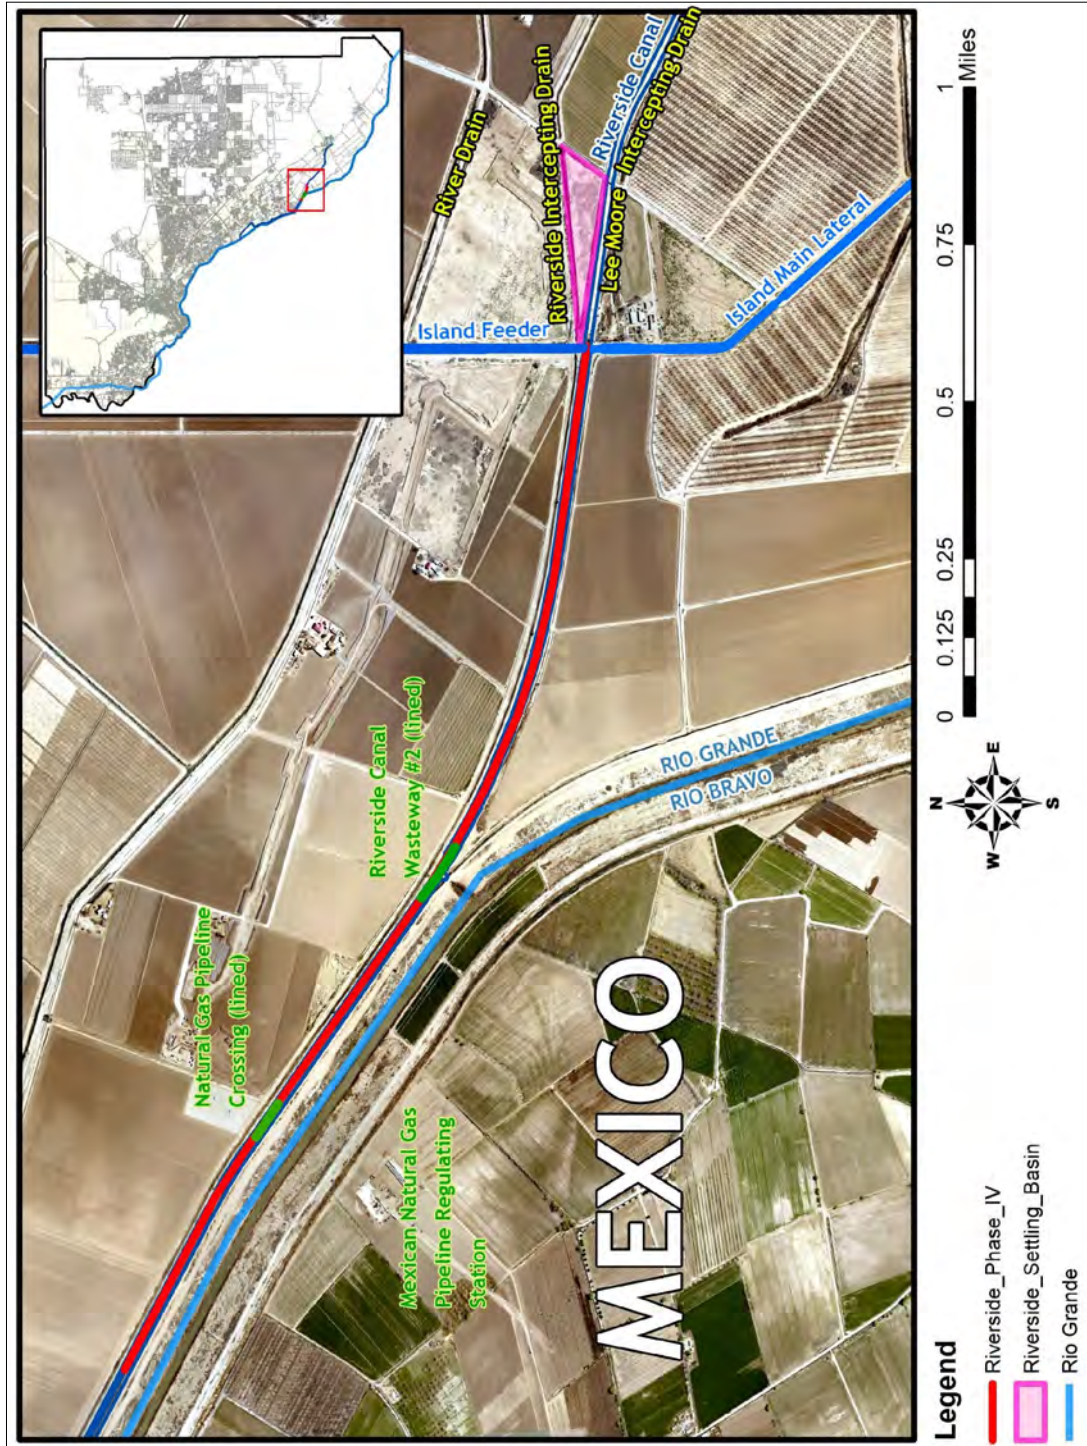 River Drain
Riverside Intercepting Drain
Riverside Canal
Lee Moore Intercepting Drain
Island Feeder
Island Main Lateral
Riverside Canal
Wasteway #2 (lined)
Natural Gas Pipeline
Crossing (lined)
RIO GRANDE
RIO BRAVO
Mexican Natural Gas
Pipeline Regulating
Station
MEXICO
Legend
Riverside_Phase_IV
Riverside_Settling_Basin
Rio Grande
N
W
E
S
0 0.125 0.25 0.5 0.75 1
Miles